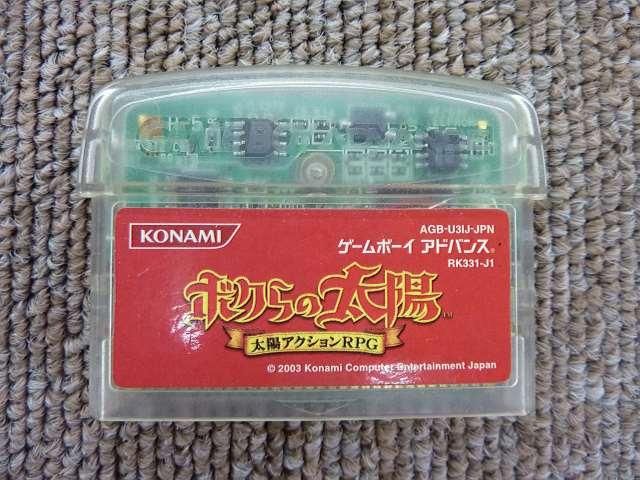 KONAMI
AGB-U3IJ-JPN
ゲームボーイ アドバンス®
RK331-J1
ボクらの太陽™
太陽アクションRPG
© 2003 Konami Computer Entertainment Japan